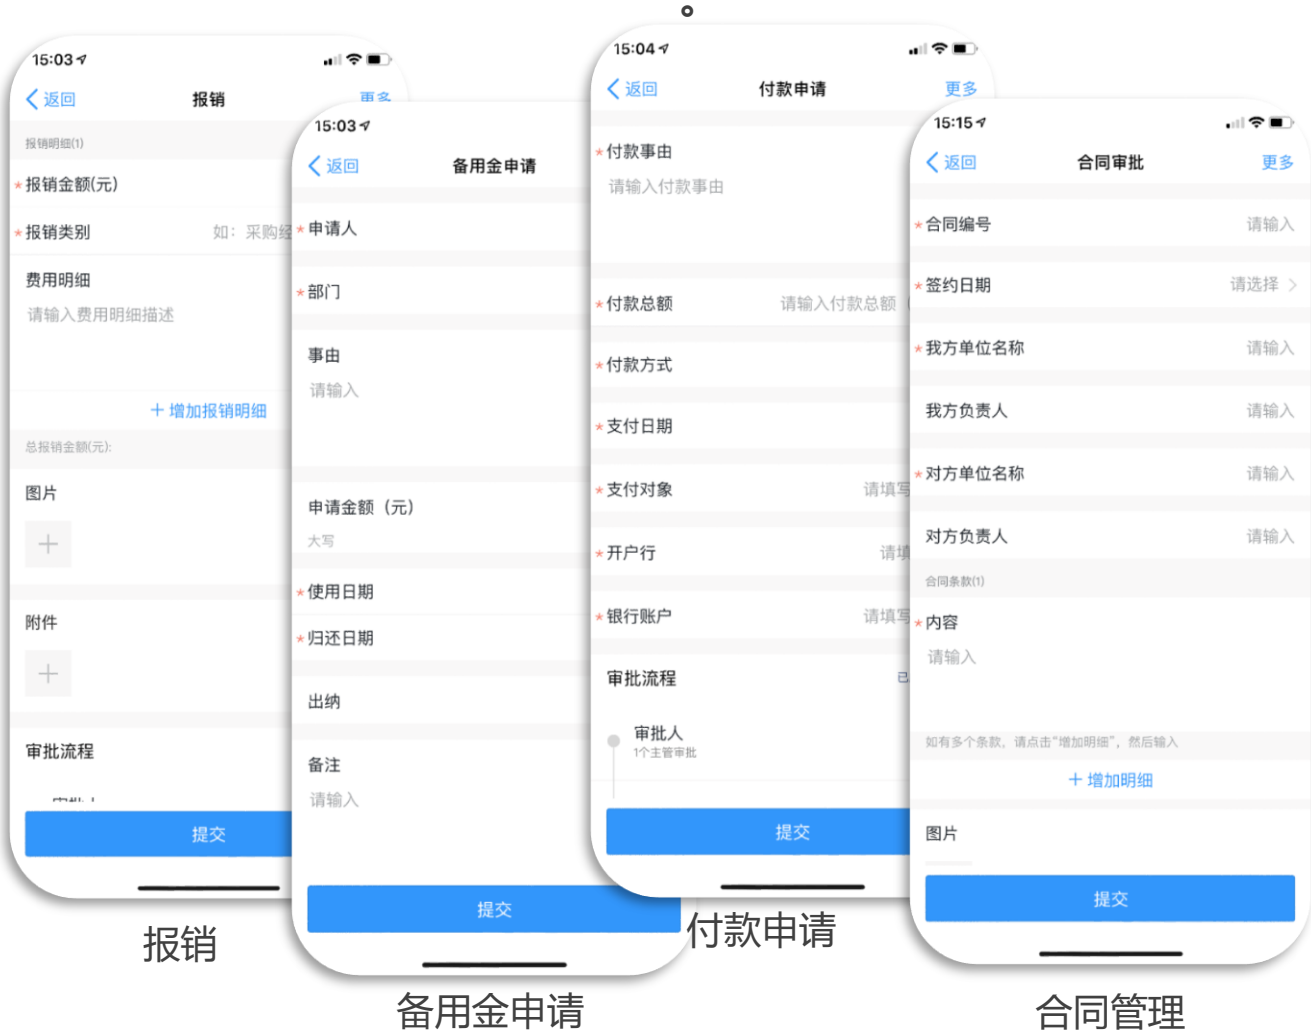 15:03
返回
报销
更多
报销明细(1)
*报销金额(元)
*报销类别
如：采购经
费用明细
请输入费用明细描述
+ 增加报销明细
总报销金额(元):
图片
附件
审批流程
提交
报销
15:03
返回
备用金申请
*申请人
*部门
事由
请输入
申请金额（元）
大写
*使用日期
*归还日期
出纳
备注
请输入
提交
备用金申请
15:04
返回
付款申请
更多
*付款事由
请输入付款事由
*付款总额
请输入付款总额（
*付款方式
*支付日期
*支付对象
请填写
*开户行
请填
*银行账户
请填写
审批流程
已
审批人
1个主管审批
提交
付款申请
15:15
返回
合同审批
更多
*合同编号
请输入
*签约日期
请选择
*我方单位名称
请输入
我方负责人
请输入
*对方单位名称
请输入
对方负责人
请输入
合同条款(1)
*内容
请输入
如有多个条款，请点击“增加明细”，然后输入
+ 增加明细
图片
提交
合同管理